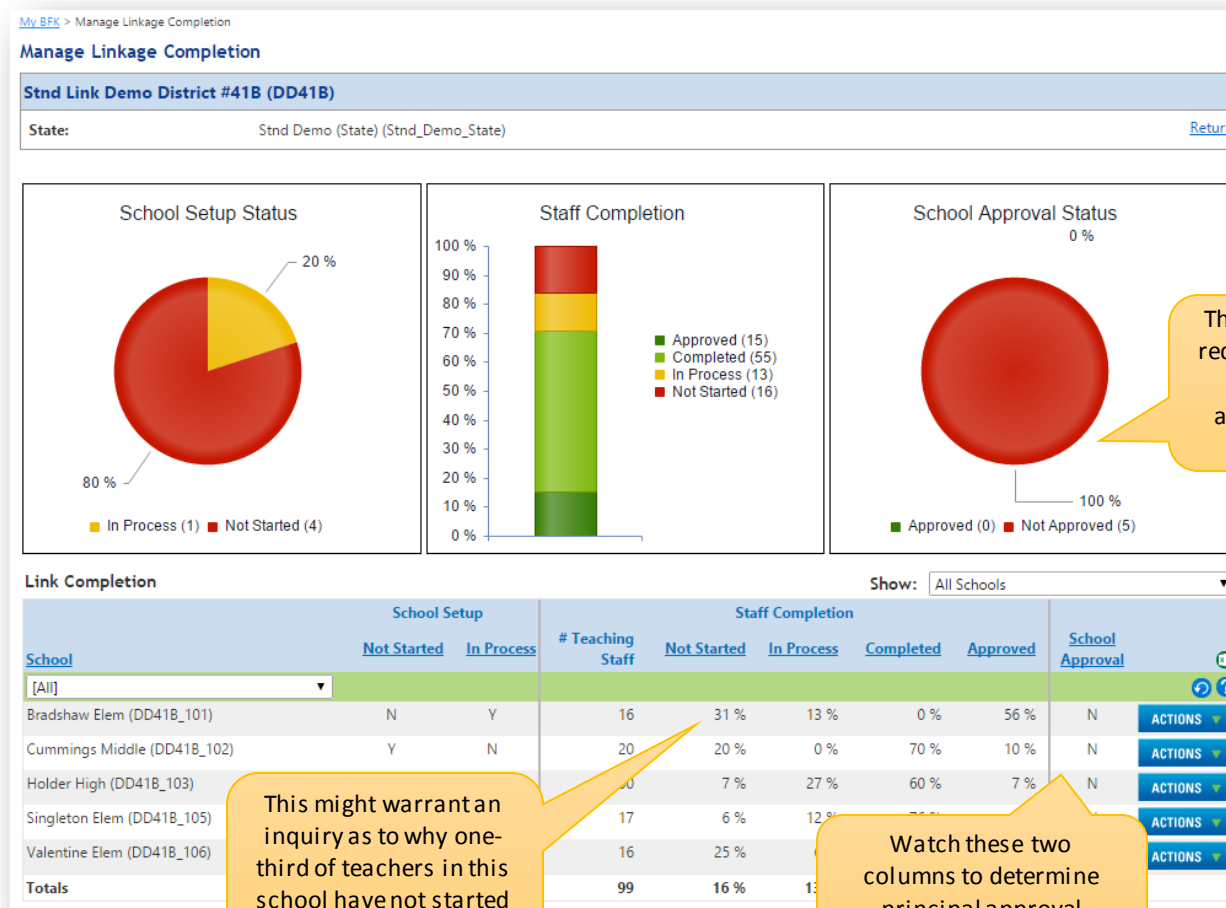 My BFK > Manage Linkage Completion
Manage Linkage Completion
Stnd Link Demo District #41B (DD41B)
State: Stnd Demo (State) (Stnd_Demo_State)
School Setup Status
20 %
80 %
In Process (1) Not Started (4)
Staff Completion
100 %
90 %
80 %
70 %
60 %
50 %
40 %
30 %
20 %
10 %
0 %
Approved (15)
Completed (55)
In Process (13)
Not Started (16)
School Approval Status
0 %
100 %
Approved (0) Not Approved (5)
Link Completion
Show: All Schools
School Setup Staff Completion
School Not Started In Process # Teaching Staff Not Started In Process Completed Approved School Approval
[All]
Bradshaw Elem (DD41B_101) N Y 16 31 % 13 % 0 % 56 % N ACTIONS
Cummings Middle (DD41B_102) Y N 20 20 % 0 % 70 % 10 % N ACTIONS
Holder High (DD41B_103) 7 % 27 % 60 % 7 % N ACTIONS
Singleton Elem (DD41B_105) 17 6 % 12 % ACTIONS
Valentine Elem (DD41B_106) 16 25 % ACTIONS
Totals 99 16 %
This might warrant an
inquiry as to why one-
third of teachers in this
school have not started
Watch these two
columns to determine
principal approval